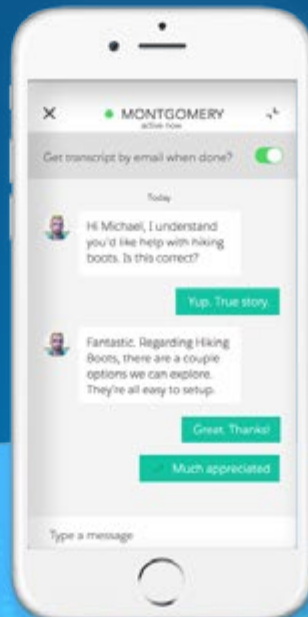 MONTGOMERY
active now
Get transcript by email when done?
Today
Hi Michael, I understand
you'd like help with hiking
boots. Is this correct?
Yup. True story.
Fantastic. Regarding Hiking
Boots, there are a couple
options we can explore.
They're all easy to setup.
Great. Thanks!
Much appreciated
Type a message